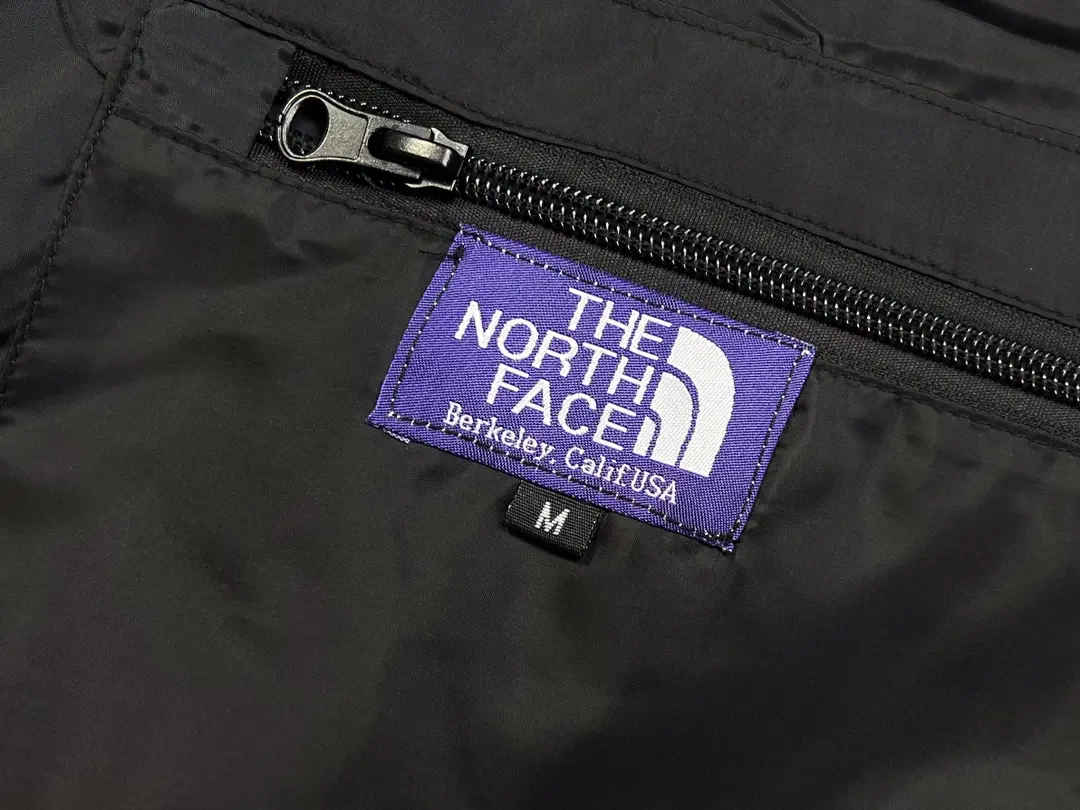 THE
NORTH
FACE
Berkeley, Calif.USA
M